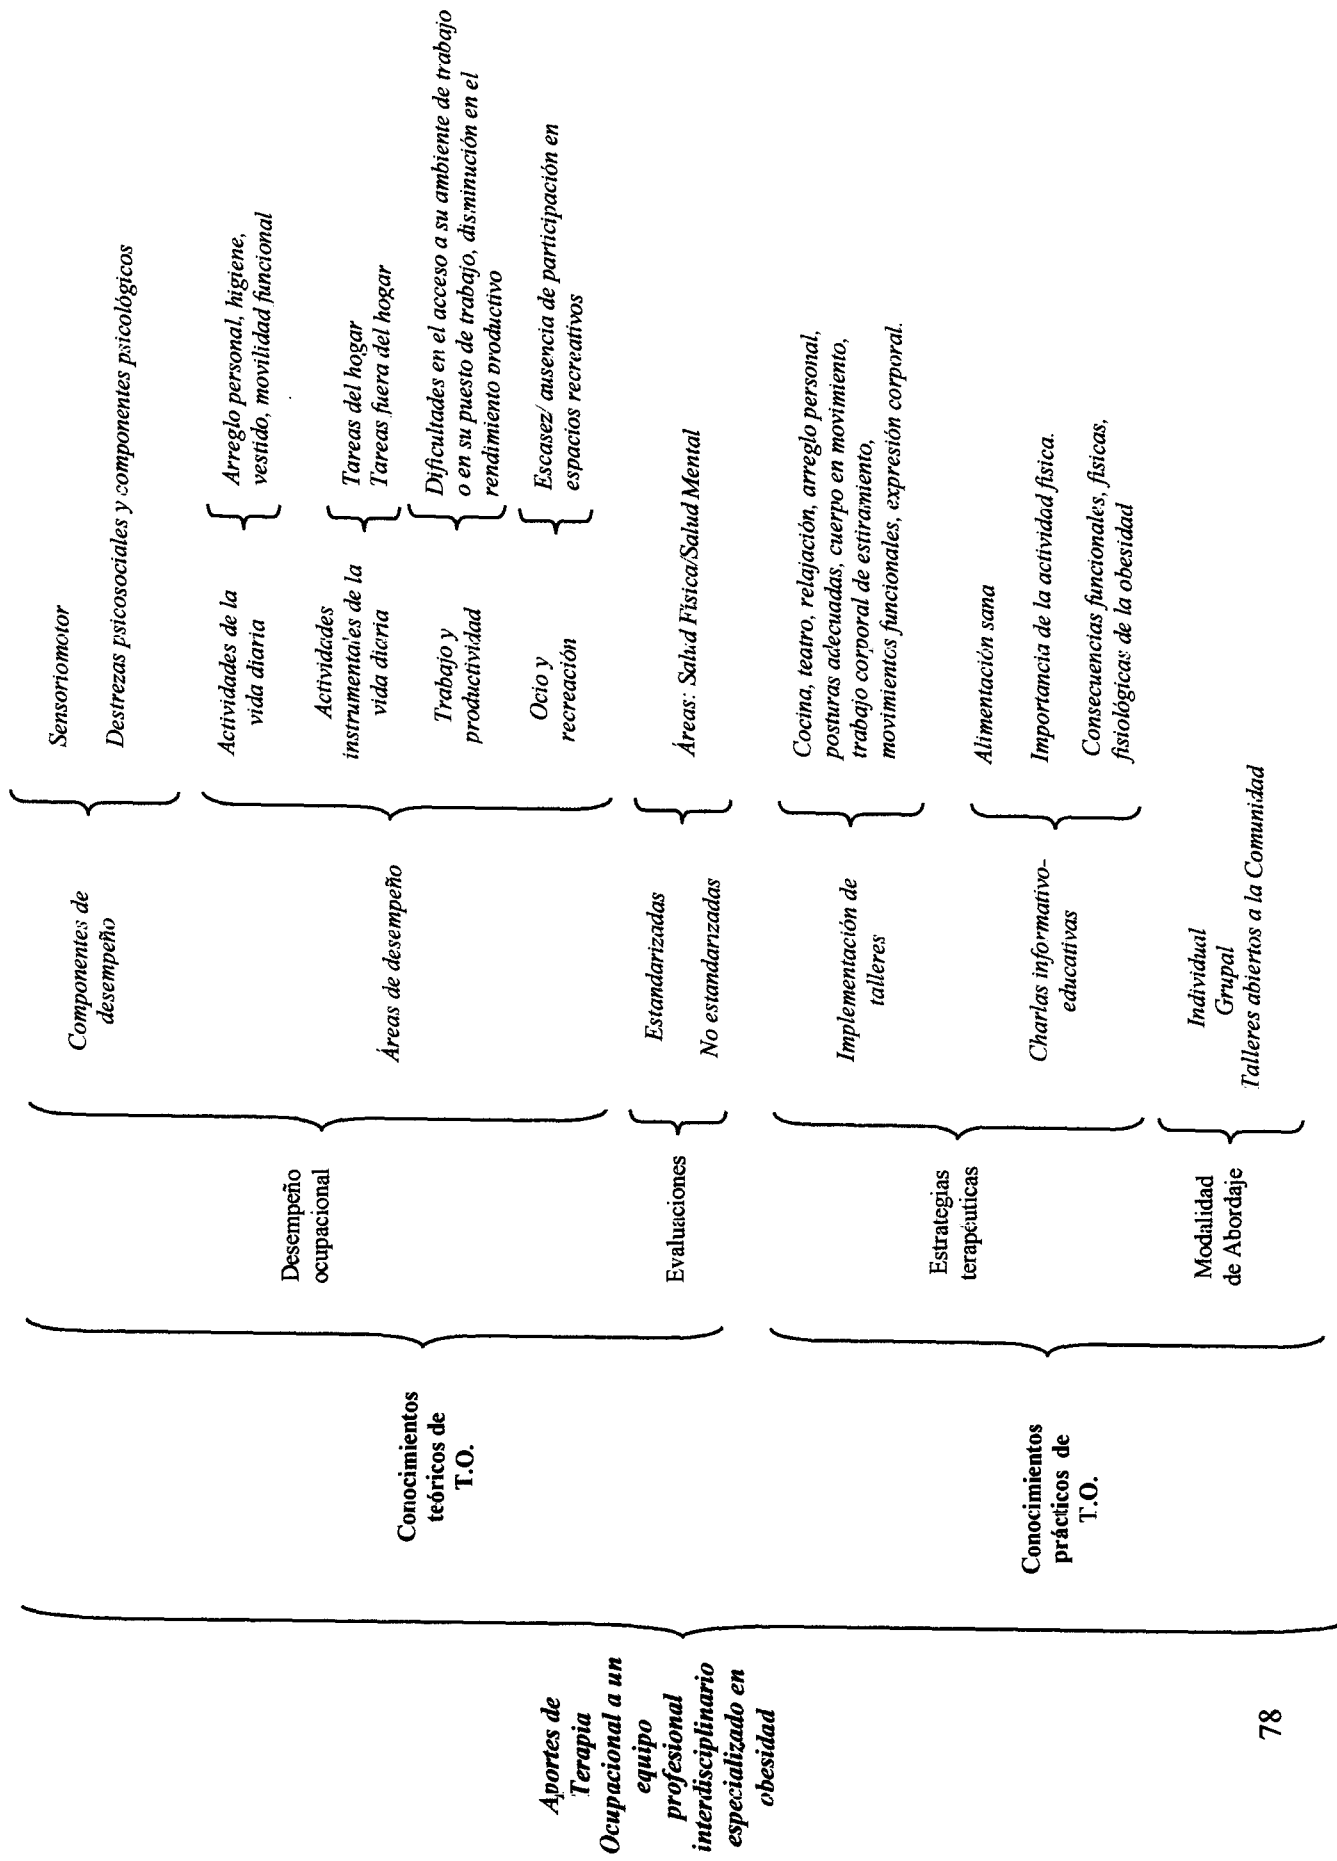 Aportes de
Terapia
Ocupacional a un
equipo
profesional
interdisciplinario
especializado en
obesidad
Conocimientos
teóricos de
T.O.
Desempeño
ocupacional
Componentes de
desempeño
Sensoriomotor
Destrezas psicosociales y componentes psicológicos
Áreas de desempeño
Actividades de la
vida diaria
Arreglo personal, higiene,
vestido, movilidad funcional
Actividades
instrumentales de la
vida diaria
Tareas del hogar
Tareas fuera del hogar
Trabajo y
productividad
Dificultades en el acceso a su ambiente de trabajo
o en su puesto de trabajo, disminución en el
rendimiento productivo
Ocio y
recreación
Escasez/ ausencia de participación en
espacios recreativos
Evaluaciones
Estandarizadas
No estandarizadas
Áreas: Salud Física/Salud Mental
Conocimientos
prácticos de
T.O.
Estrategias
terapéuticas
Implementación de
talleres
Cocina, teatro, relajación, arreglo personal,
posturas adecuadas, cuerpo en movimiento,
trabajo corporal de estiramiento,
movimientos funcionales, expresión corporal.
Charlas informativo-
educativas
Alimentación sana
Importancia de la actividad física.
Consecuencias funcionales, físicas,
fisiológicas de la obesidad
Modalidad
de Abordaje
Individual
Grupal
Talleres abiertos a la Comunidad
78